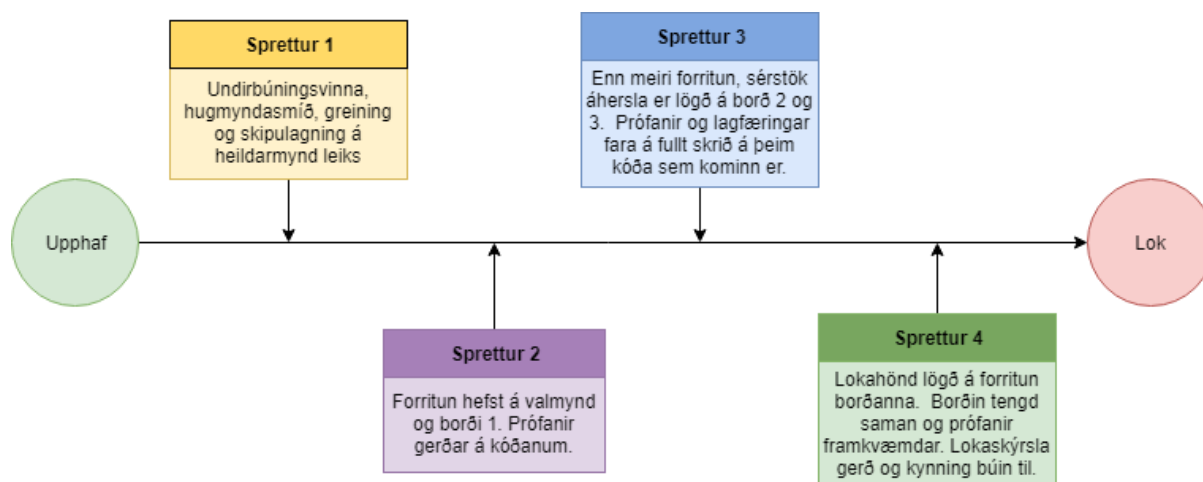 Upphaf
Sprettur 1
Undirbúningsvinna,
hugmyndasmíð, greining
og skipulagning á
heildarmynd leiks
Sprettur 2
Forritun hefst á valmynd
og borði 1. Prófanir
gerðar á kóðanum.
Sprettur 3
Enn meiri forritun, sérstök
áhersla er lögð á borð 2 og
3.  Prófanir og lagfæringar
fara á fullt skrið á þeim
kóða sem kominn er.
Sprettur 4
Lokahönd lögð á forritun
borðanna.  Borðin tengd
saman og prófanir
framkvæmdar. Lokaskýrsla
gerð og kynning búin til.
Lok